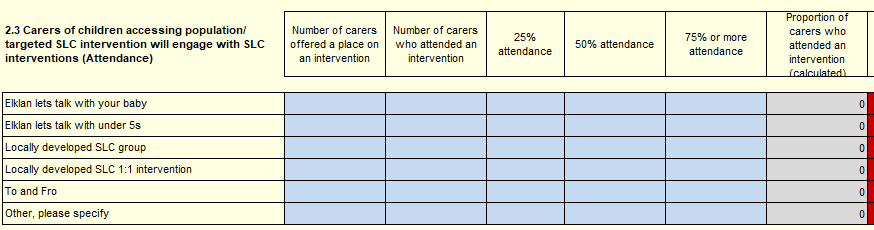 2.3 Carers of children accessing population/
targeted SLC intervention will engage with SLC
interventions (Attendance)
Number of carers
offered a place on
an intervention
Number of carers
who attended an
intervention
25%
attendance
50% attendance
75% or more
attendance
Proportion of
carers who
attended an
intervention
(calculated)
Elklan lets talk with your baby
0
Elklan lets talk with under 5s
0
Locally developed SLC group
0
Locally developed SLC 1:1 intervention
0
To and Fro
0
Other, please specify
0